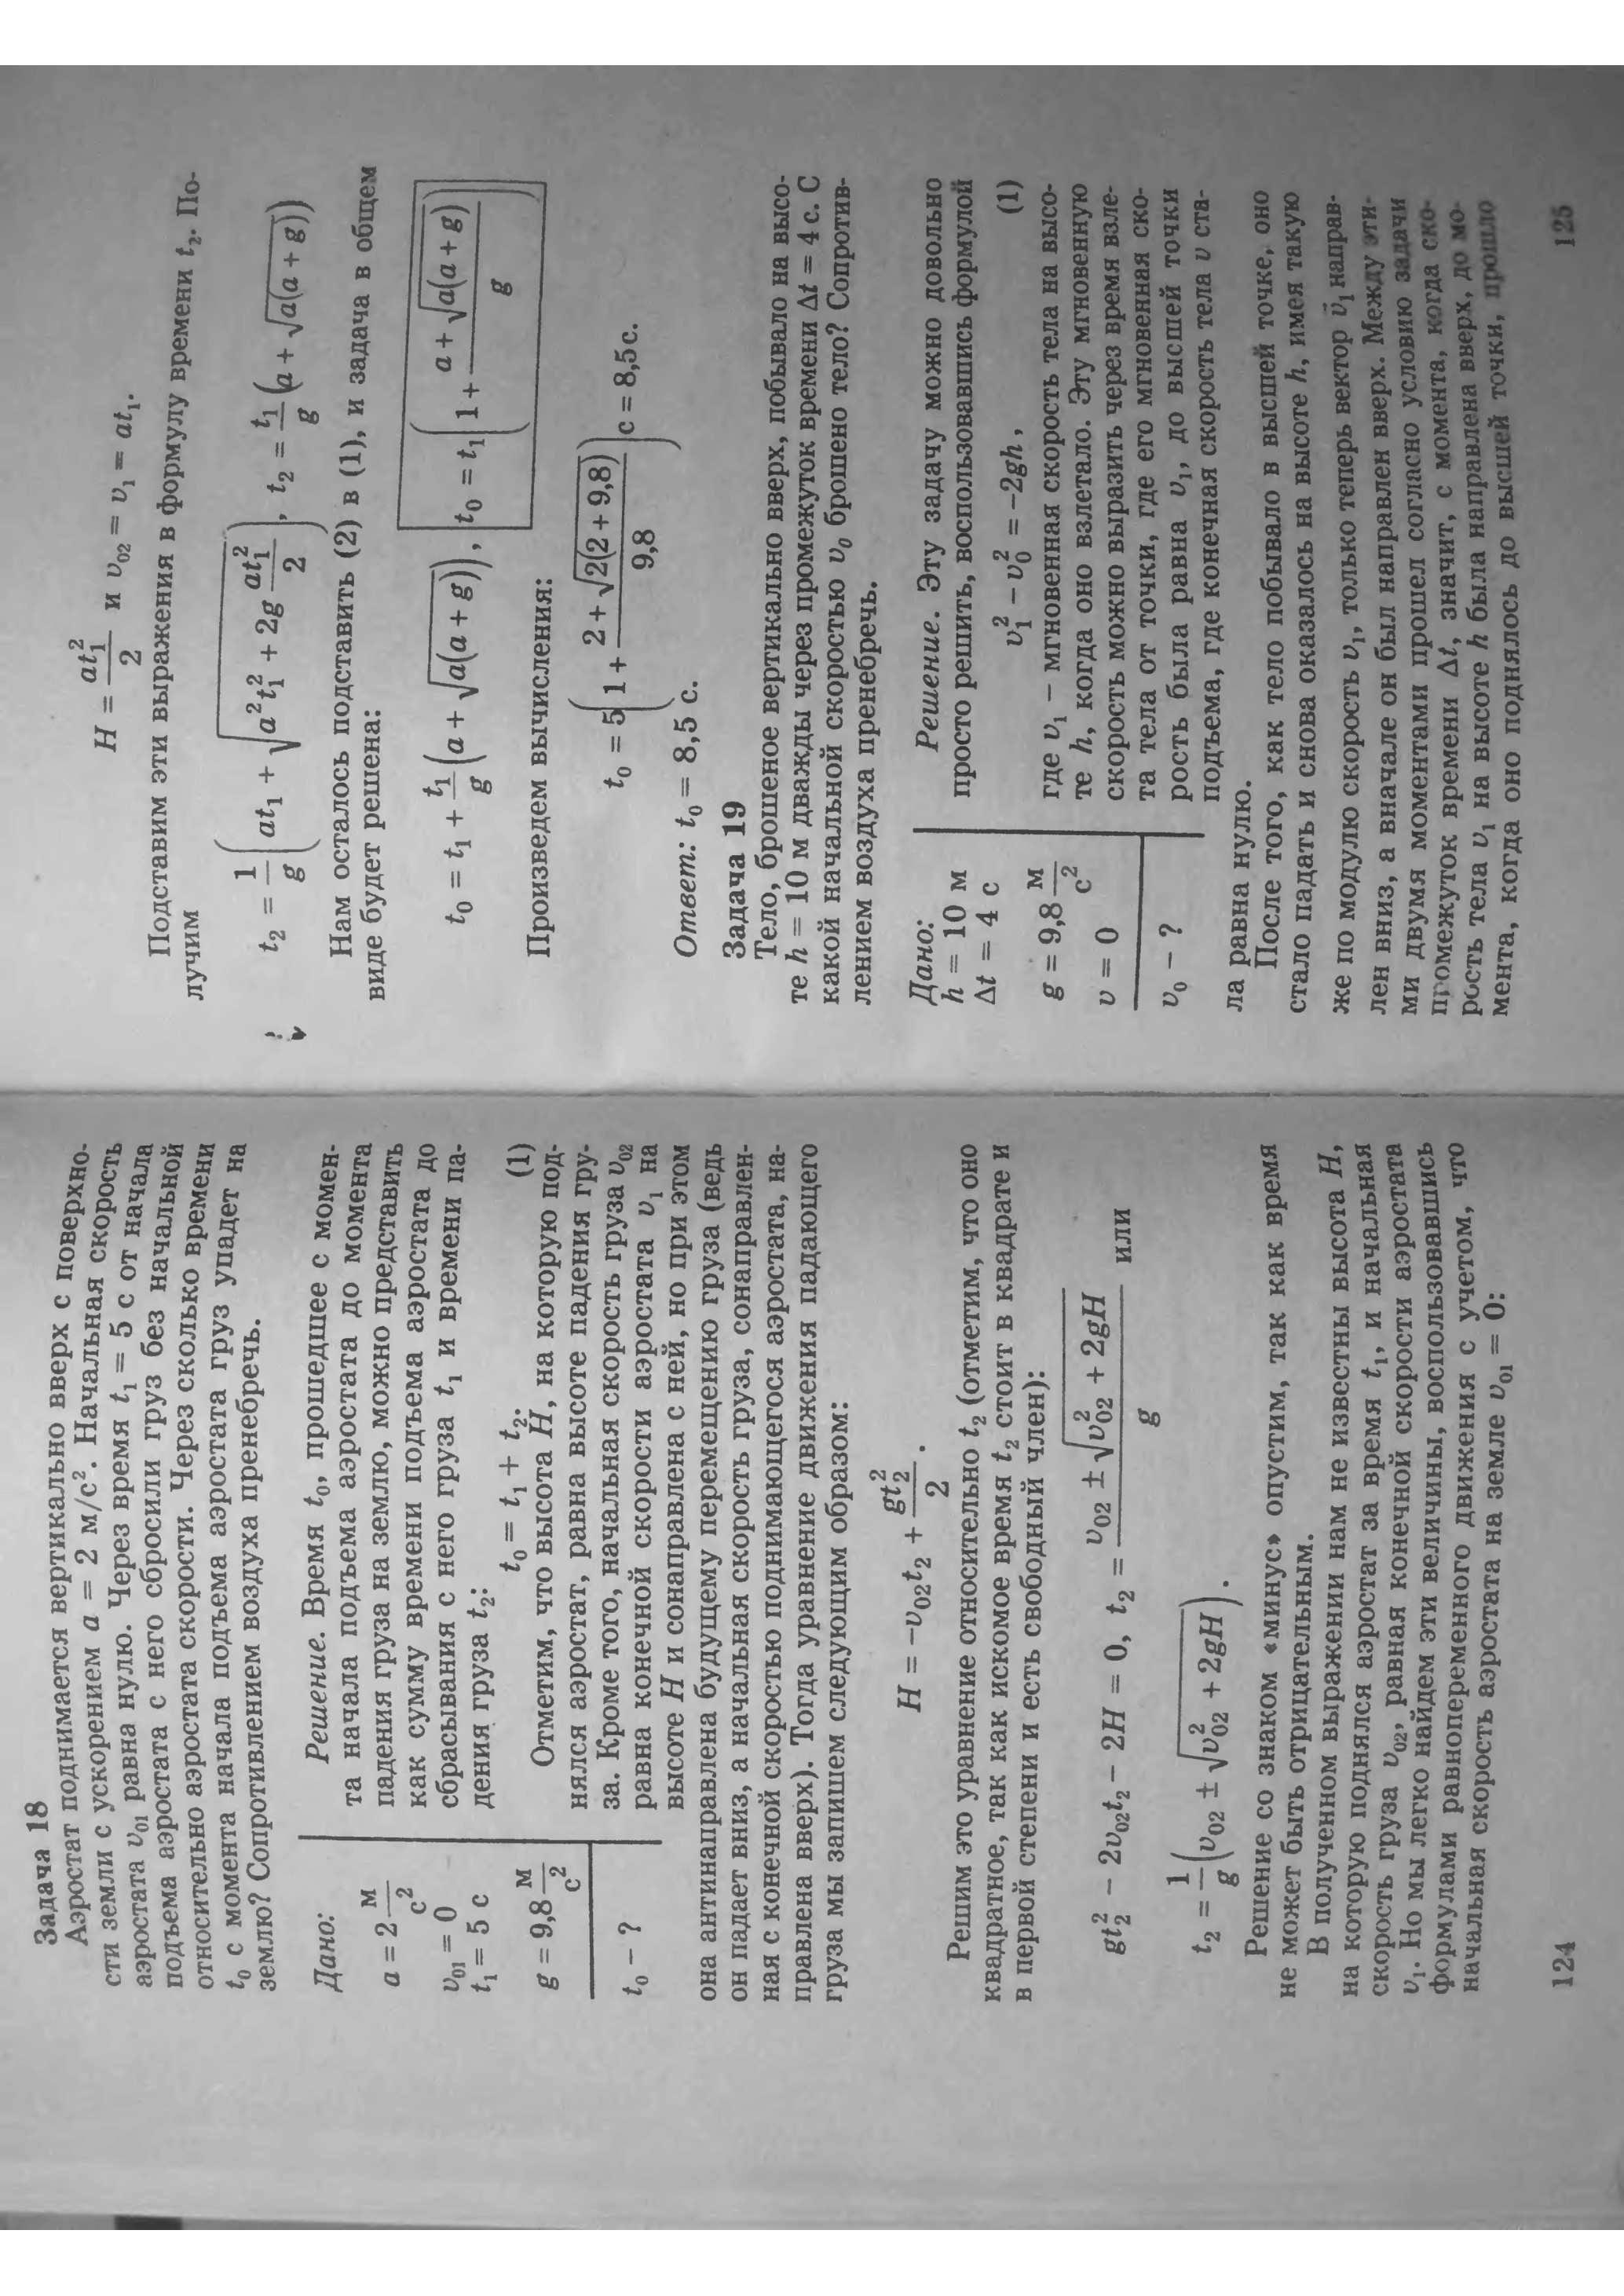 Задача 18
Аэростат поднимается вертикально вверх с поверхно-
сти земли с ускорением a = 2 м/с². Начальная скорость
аэростата v₀₁ равна нулю. Через время t₁ = 5 с от начала
подъема аэростата с него сбросили груз без начальной
относительно аэростата скорости. Через сколько времени
t₀ с момента начала подъема аэростата груз упадет на
землю? Сопротивлением воздуха пренебречь.
Дано:
a = 2 м/с²
v₀₁ = 0
t₁ = 5 с
g = 9,8 м/с²
t₀ – ?
Решение. Время t₀, прошедшее с момен-
та начала подъема аэростата до момента
падения груза на землю, можно представить
как сумму времени подъема аэростата до
сбрасывания с него груза t₁ и времени па-
дения груза t₂:
t₀ = t₁ + t₂. (1)
Отметим, что высота H, на которую под-
нялся аэростат, равна высоте падения гру-
за. Кроме того, начальная скорость груза v₀₂
равна конечной скорости аэростата v₁ на
высоте H и сонаправлена с ней, но при этом
она антинаправлена будущему перемещению груза (ведь
он падает вниз, а начальная скорость груза, сонаправлен-
ная с конечной скоростью поднимающегося аэростата, на-
правлена вверх). Тогда уравнение движения падающего
груза мы запишем следующим образом:
H = –v₀₂t₂ + gt₂²/2 .
Решим это уравнение относительно t₂ (отметим, что оно
квадратное, так как искомое время t₂ стоит в квадрате и
в первой степени и есть свободный член):
gt₂² – 2v₀₂t₂ – 2H = 0, t₂ = (v₀₂ ± √(v₀₂² + 2gH))/g или
t₂ = 1/g (v₀₂ ± √(v₀₂² + 2gH)).
Решение со знаком «минус» опустим, так как время
не может быть отрицательным.
В полученном выражении нам не известны высота H,
на которую поднялся аэростат за время t₁, и начальная
скорость груза v₀₂, равная конечной скорости аэростата
v₁. Но мы легко найдем эти величины, воспользовавшись
формулами равнопеременного движения с учетом, что
начальная скорость аэростата на земле v₀₁ = 0:
124
H = at₁²/2 и v₀₂ = v₁ = at₁.
Подставим эти выражения в формулу времени t₂. По-
лучим
t₂ = 1/g (at₁ + √(a²t₁² + 2g at₁²/2)), t₂ = t₁/g (a + √(a(a + g)))
Нам осталось подставить (2) в (1), и задача в общем
виде будет решена:
t₀ = t₁ + t₁/g (a + √(a(a + g))), t₀ = t₁(1 + (a + √(a(a + g)))/g)
Произведем вычисления:
t₀ = 5(1 + (2 + √(2(2 + 9,8)))/9,8) с = 8,5с.
Ответ: t₀ = 8,5 с.
Задача 19
Тело, брошеное вертикально вверх, побывало на высо-
те h = 10 м дважды через промежуток времени Δt = 4 с. С
какой начальной скоростью v₀ брошено тело? Сопротив-
лением воздуха пренебречь.
Дано:
h = 10 м
Δt = 4 с
g = 9,8 м/с²
v = 0
v₀ – ?
Решение. Эту задачу можно довольно
просто решить, воспользовавшись формулой
v₁² – v₀² = –2gh , (1)
где v₁ – мгновенная скорость тела на высо-
те h, когда оно взлетало. Эту мгновенную
скорость можно выразить через время взле-
та тела от точки, где его мгновенная ско-
рость была равна v₁, до высшей точки
подъема, где конечная скорость тела v ста-
ла равна нулю.
После того, как тело побывало в высшей точке, оно
стало падать и снова оказалось на высоте h, имея такую
же по модулю скорость v₁, только теперь вектор v⃗₁ направ-
лен вниз, а вначале он был направлен вверх. Между эти-
ми двумя моментами прошел согласно условию задачи
промежуток времени Δt, значит, с момента, когда ско-
рость тела v₁ на высоте h была направлена вверх, до мо-
мента, когда оно поднялось до высшей точки, прошло
125